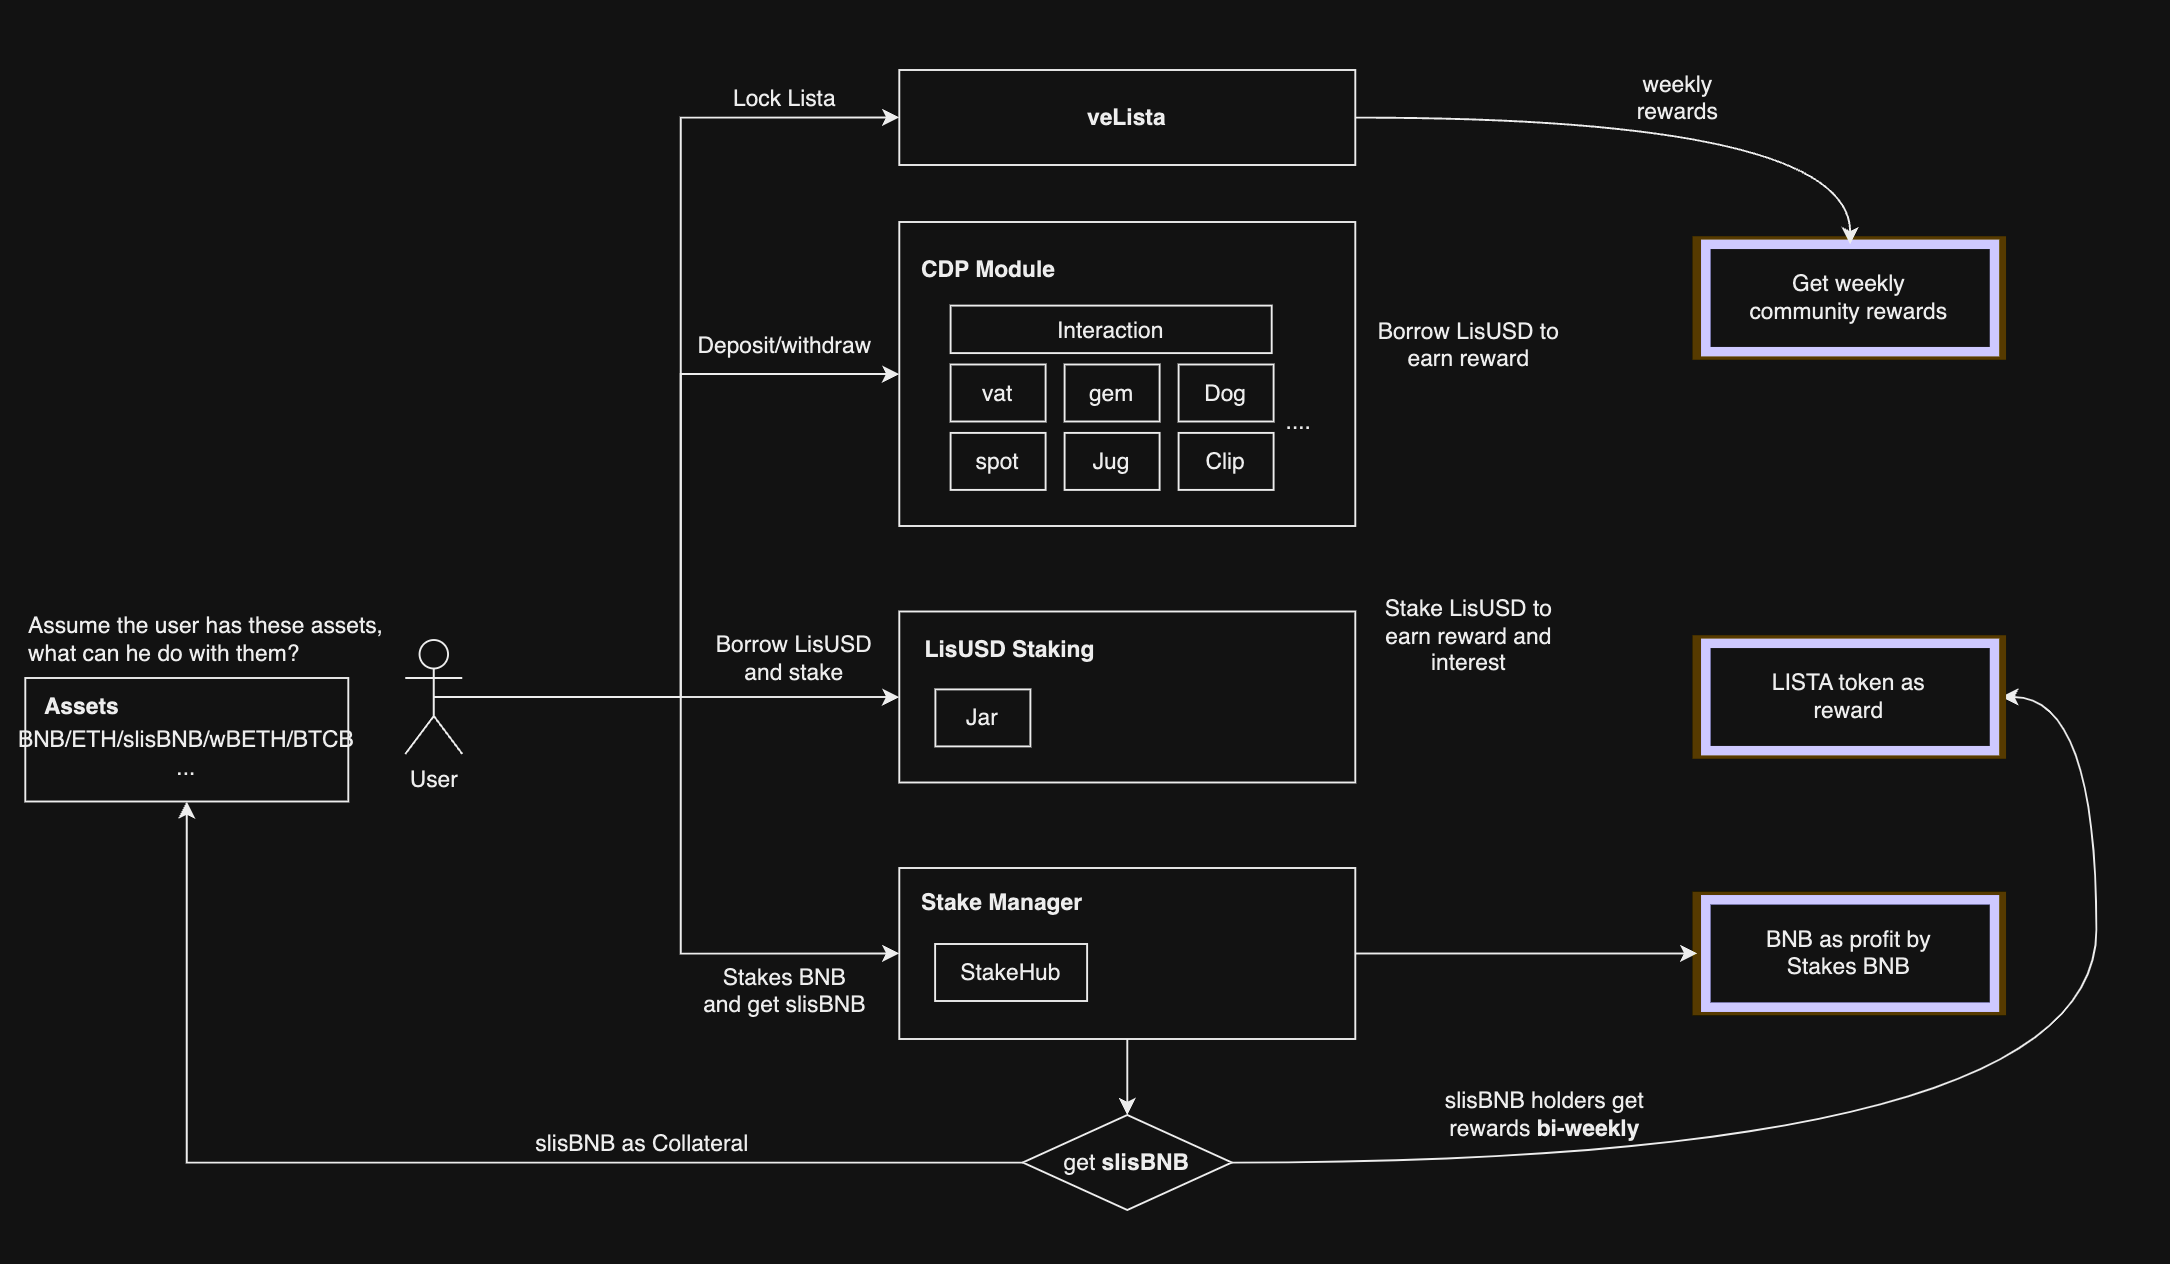 Lock Lista
veLista
weekly
rewards
CDP Module
Interaction
vat
gem
Dog
spot
Jug
Clip
....
Deposit/withdraw
Borrow LisUSD to
earn reward
Get weekly
community rewards
Assume the user has these assets,
what can he do with them?
Assets
BNB/ETH/slisBNB/wBETH/BTCB
...
User
Borrow LisUSD
and stake
LisUSD Staking
Jar
Stake LisUSD to
earn reward and
interest
LISTA token as
reward
Stakes BNB
and get slisBNB
Stake Manager
StakeHub
BNB as profit by
Stakes BNB
slisBNB as Collateral
get slisBNB
slisBNB holders get
rewards bi-weekly